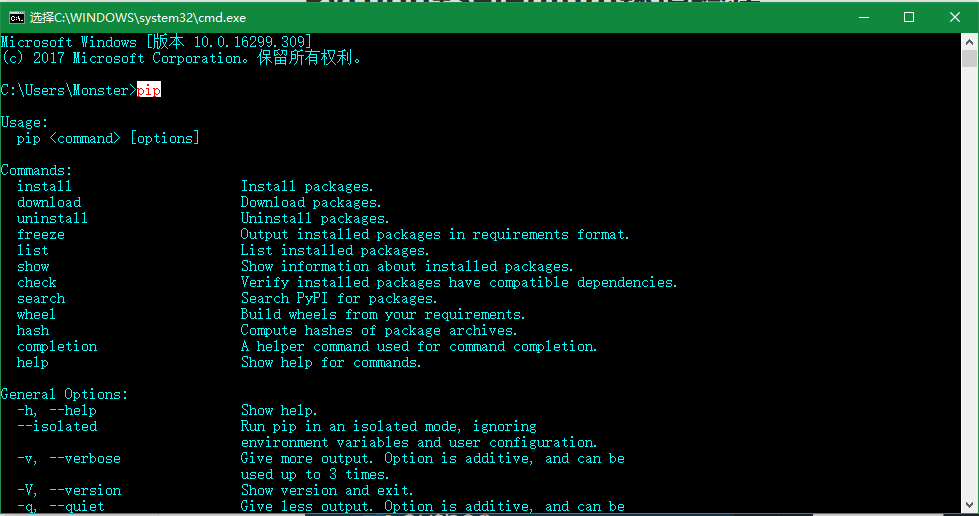 选择C:\WINDOWS\system32\cmd.exe
Microsoft Windows [版本 10.0.16299.309]
(c) 2017 Microsoft Corporation。保留所有权利。
C:\Users\Monster>pip
Usage:
pip <command> [options]
Commands:
install Install packages.
download Download packages.
uninstall Uninstall packages.
freeze Output installed packages in requirements format.
list List installed packages.
show Show information about installed packages.
check Verify installed packages have compatible dependencies.
search Search PyPI for packages.
wheel Build wheels from your requirements.
hash Compute hashes of package archives.
completion A helper command used for command completion.
help Show help for commands.
General Options:
-h, --help Show help.
--isolated Run pip in an isolated mode, ignoring
environment variables and user configuration.
-v, --verbose Give more output. Option is additive, and can be
used up to 3 times.
-V, --version Show version and exit.
-q, --quiet Give less output. Option is additive, and can be